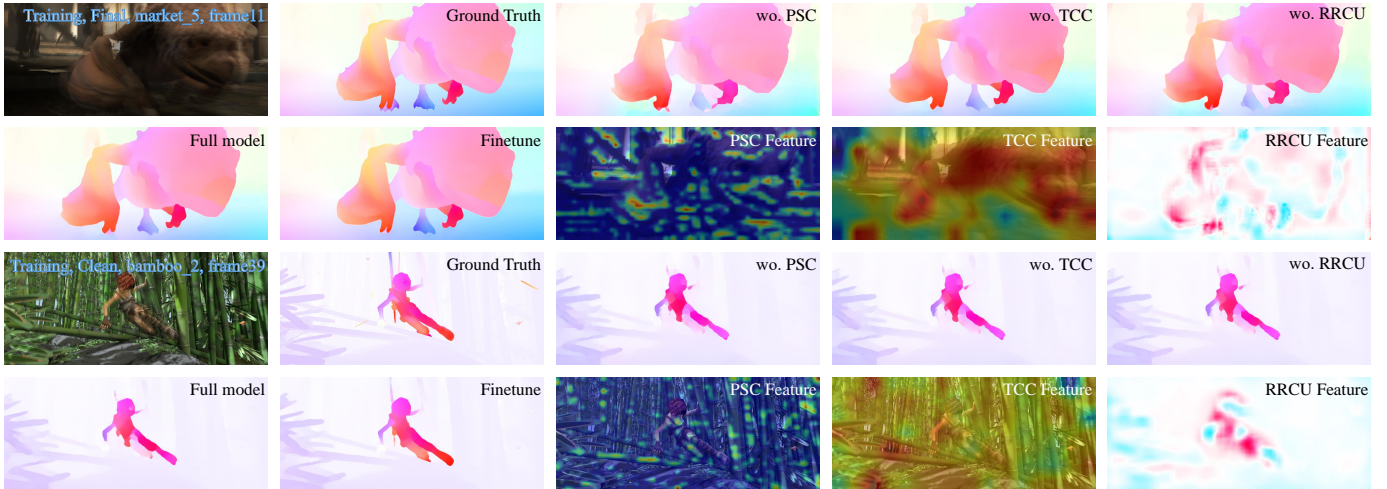 Training, Final, market_5, frame11
Ground Truth
wo. PSC
wo. TCC
wo. RRCU
Full model
Finetune
PSC Feature
TCC Feature
RRCU Feature
Training, Clean, bamboo_2, frame39
Ground Truth
wo. PSC
wo. TCC
wo. RRCU
Full model
Finetune
PSC Feature
TCC Feature
RRCU Feature